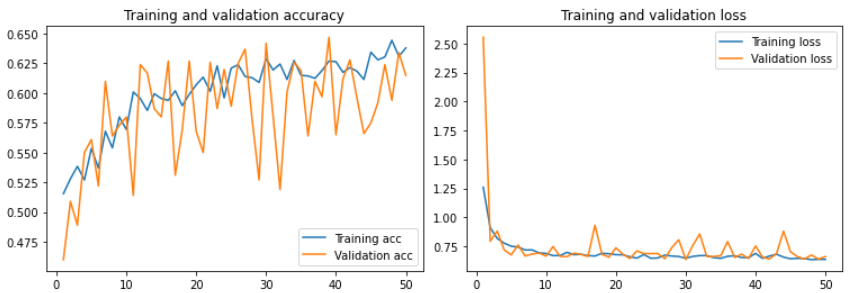 Training and validation accuracy
0.650
0.625
0.600
0.575
0.550
0.525
0.500
0.475
Training acc
Validation acc
0 10 20 30 40 50
Training and validation loss
2.50
2.25
2.00
1.75
1.50
1.25
1.00
0.75
Training loss
Validation loss
0 10 20 30 40 50